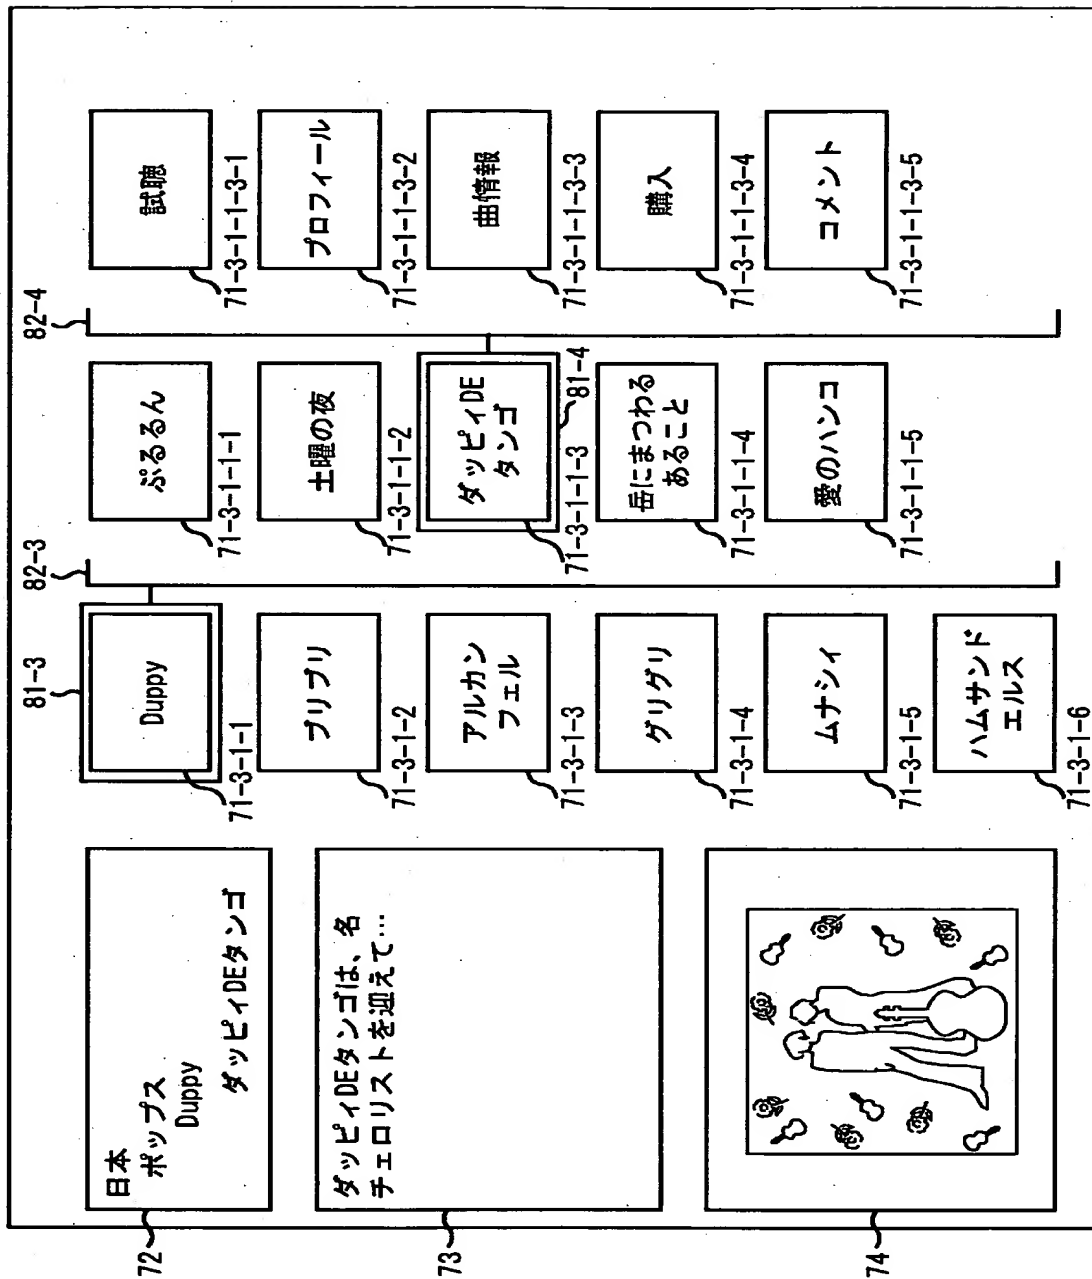 72
日本
ポップス
Duppy
ダッピィDEタンゴ
73
ダッピィDEタンゴは、名
チェロリストを迎えて…
74
81-3
Duppy
71-3-1-1
プリプリ
71-3-1-2
アルカン
フェル
71-3-1-3
グリグリ
71-3-1-4
ムナシィ
71-3-1-5
ハムサンド
エルス
71-3-1-6
82-3
ぷるるん
71-3-1-1-1
土曜の夜
71-3-1-1-2
ダッピィDE
タンゴ
71-3-1-1-3
81-4
岳にまつわる
あること
71-3-1-1-4
愛のハンコ
71-3-1-1-5
82-4
試聴
71-3-1-1-3-1
プロフィール
71-3-1-1-3-2
曲情報
71-3-1-1-3-3
購入
71-3-1-1-3-4
コメント
71-3-1-1-3-5